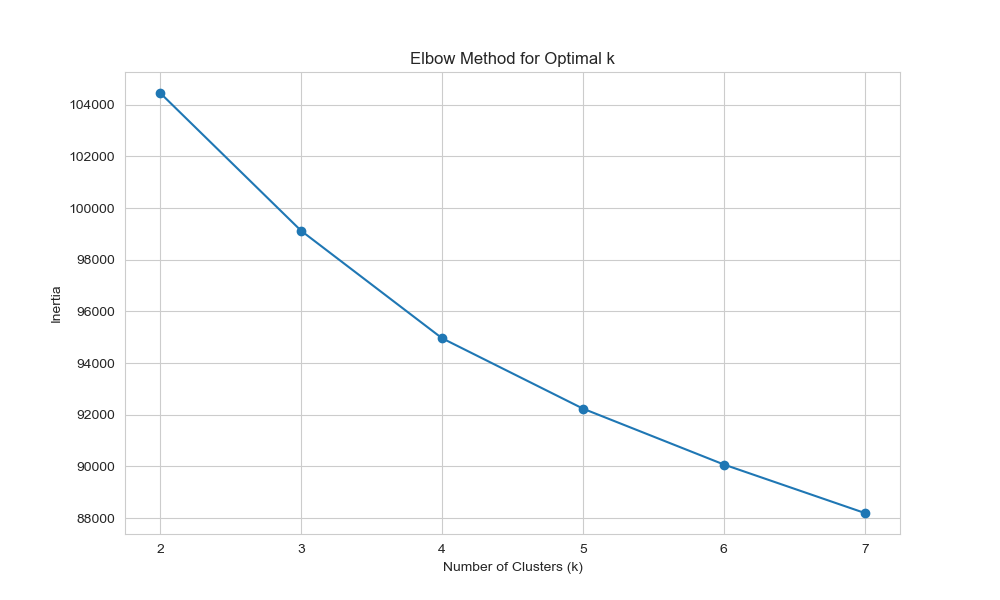 Elbow Method for Optimal k
104000
102000
100000
98000
96000
94000
92000
90000
88000
Inertia
2 3 4 5 6 7
Number of Clusters (k)